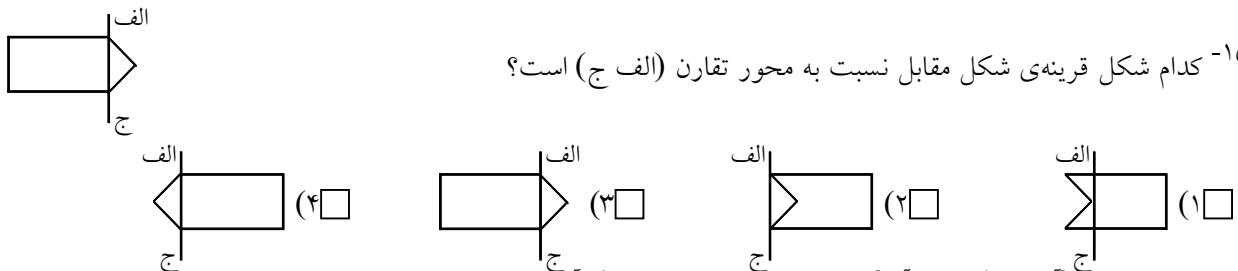 الف
۱۵- کدام شکل قرینه‌ی شکل مقابل نسبت به محور تقارن (الف ج) است؟
ج
الف الف الف الف
۱) ۲) ۳) ۴)
ج ج ج ج